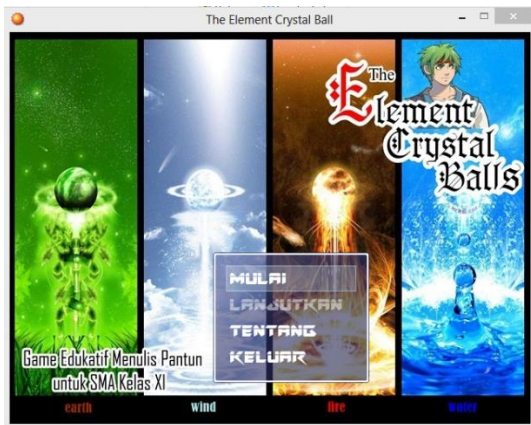 The Element Crystal Ball
The
Element
Crystal
Balls
MULAI
LANJUTKAN
TENTANG
KELUAR
Game Edukatif Menulis Pantun
untuk SMA Kelas XI
earth
wind
fire
water